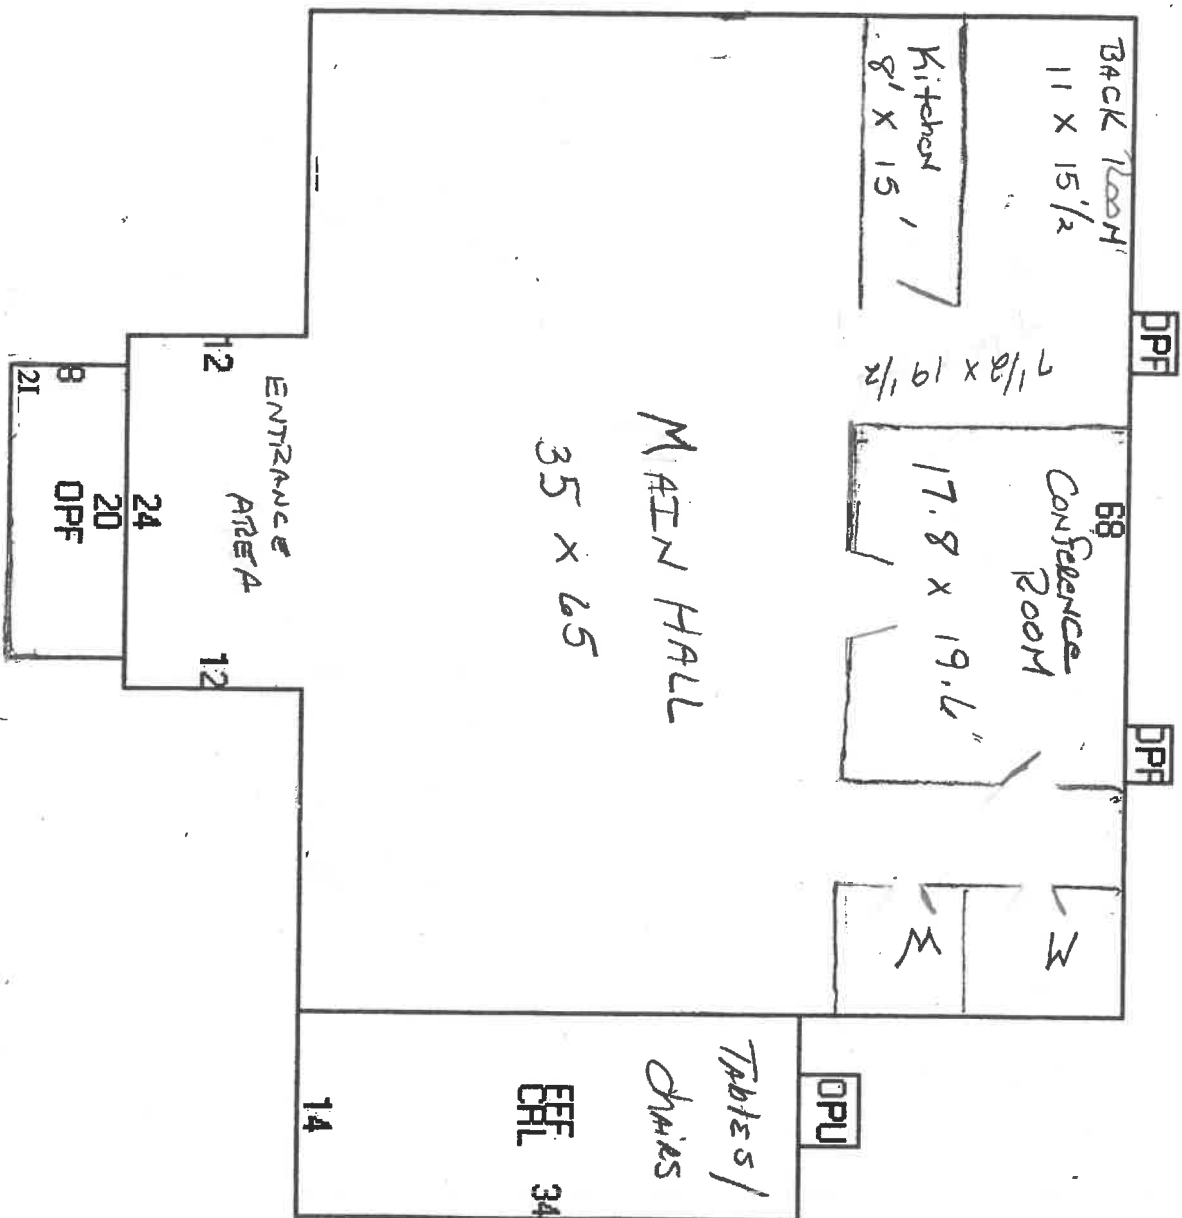 OPF
OPF
BACK ROOM
11 X 15 1/2
Kitchen
8' X 15'
7 1/2 x 19 1/2
68
CONFERENCE
ROOM
17.8 x 19.6"
W
M
OPU
MAIN HALL
35 X 65
TABLES/
CHAIRS
EFF
CRL
34
14
12
ENTRANCE
AREA
12
24
20
OPF
8
21